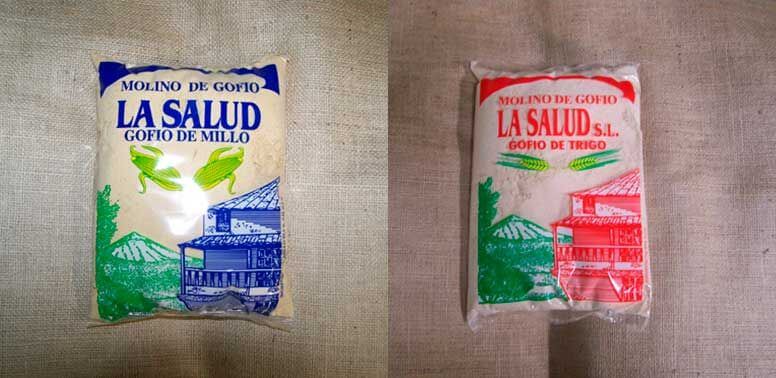 MOLINO DE GOFIO
LA SALUD
GOFIO DE MILLO
MOLINO DE GOFIO
LA SALUD S.L.
GOFIO DE TRIGO